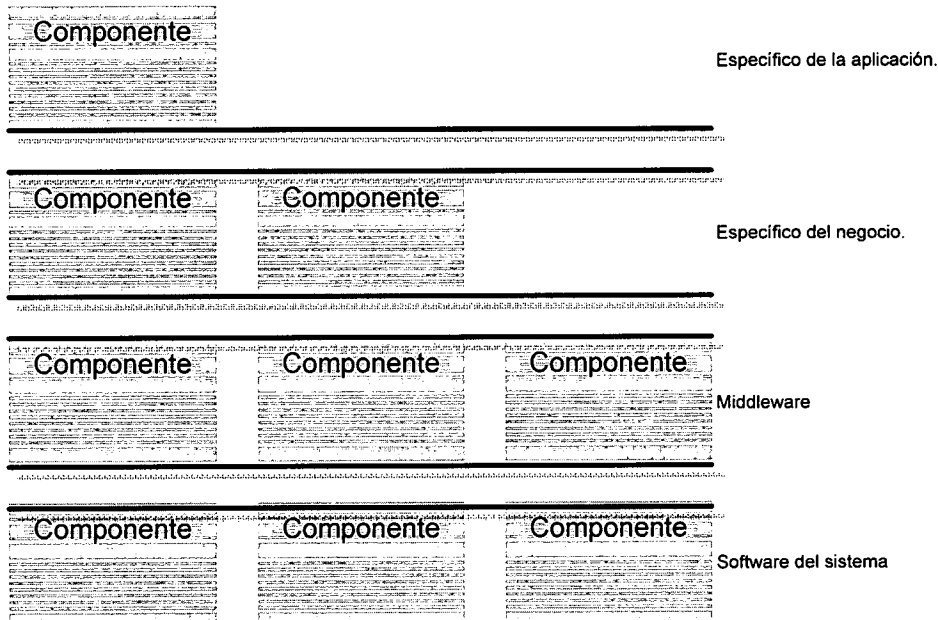 Componente
Específico de la aplicación.
Componente Componente
Específico del negocio.
Componente Componente Componente
Middleware
Componente Componente Componente
Software del sistema